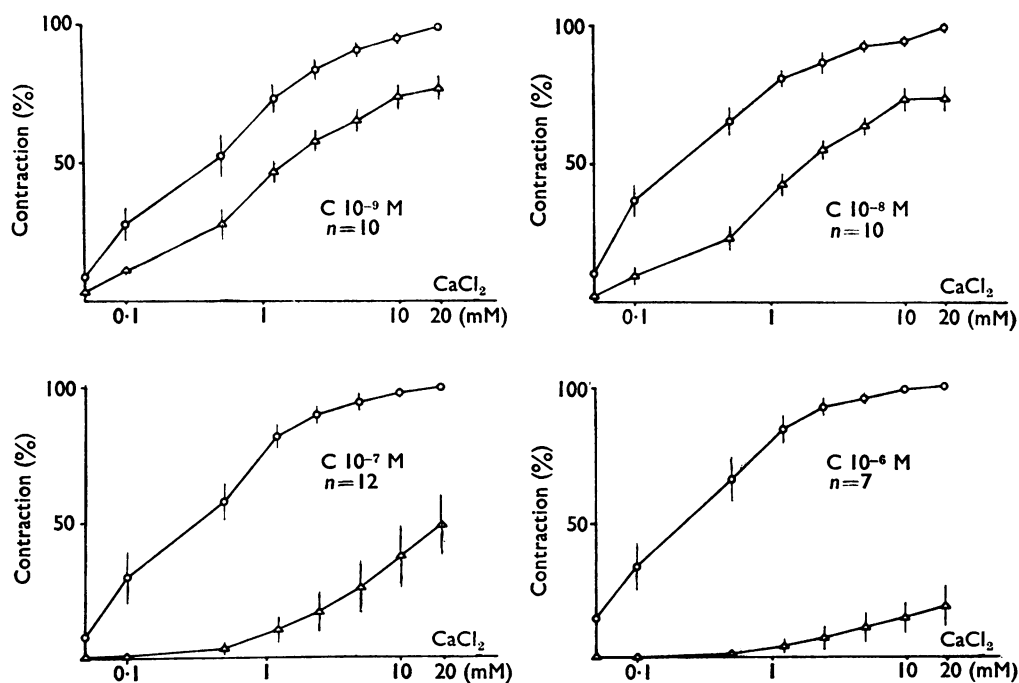 100
50
Contraction (%)
C 10⁻⁹ M
n=10
CaCl₂
0·1 1 10 20 (mM)
100
50
Contraction (%)
C 10⁻⁸ M
n=10
CaCl₂
0·1 1 10 20 (mM)
100
50
Contraction (%)
C 10⁻⁷ M
n=12
CaCl₂
0·1 1 10 20 (mM)
100
50
Contraction (%)
C 10⁻⁶ M
n=7
CaCl₂
0·1 1 10 20 (mM)